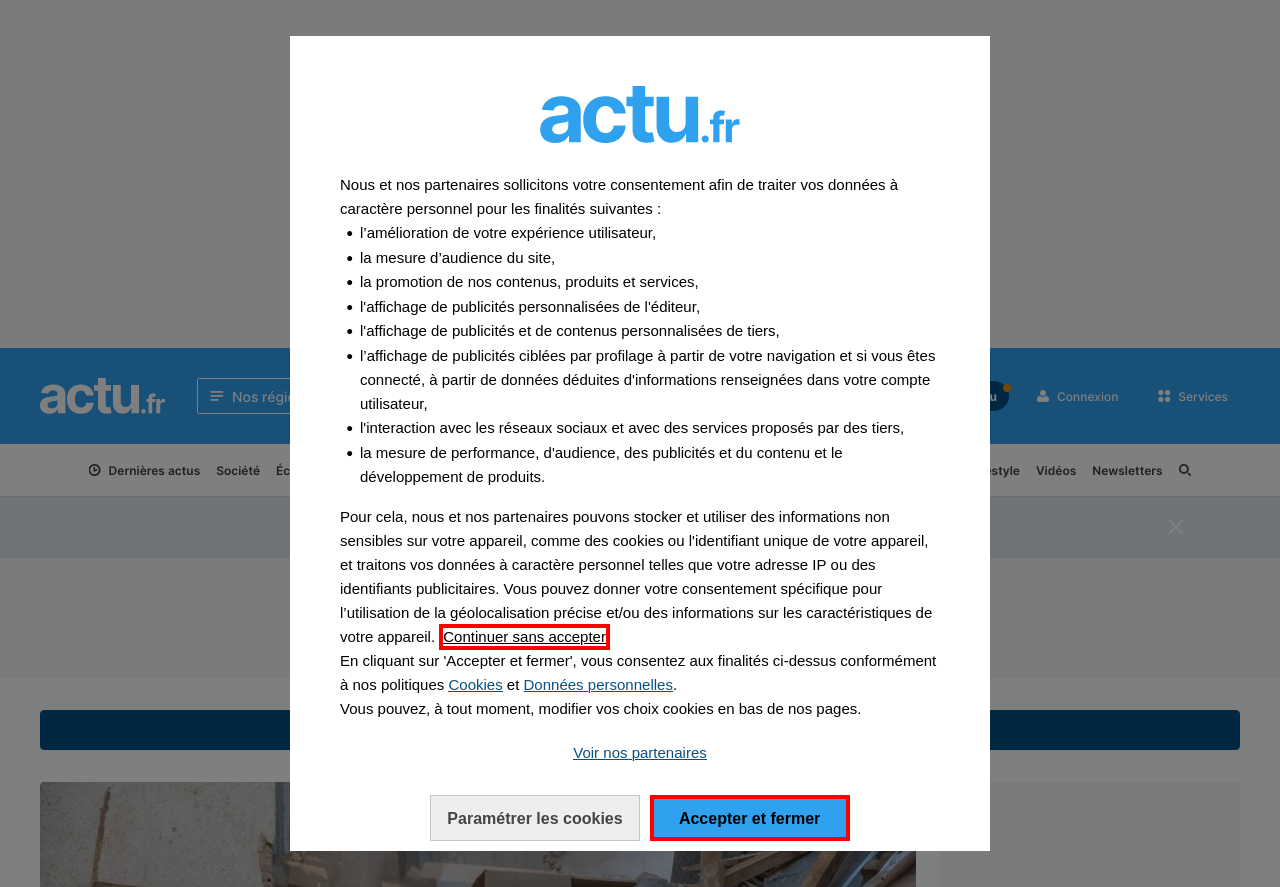 actu.fr
Nous et nos partenaires sollicitons votre consentement afin de traiter vos données à
caractère personnel pour les finalités suivantes :
• l’amélioration de votre expérience utilisateur,
• la mesure d’audience du site,
• la promotion de nos contenus, produits et services,
• l'affichage de publicités personnalisées de l'éditeur,
• l'affichage de publicités et de contenus personnalisées de tiers,
• l’affichage de publicités ciblées par profilage à partir de votre navigation et si vous êtes
connecté, à partir de données déduites d'informations renseignées dans votre compte
utilisateur,
• l'interaction avec les réseaux sociaux et avec des services proposés par des tiers,
• la mesure de performance, d'audience, des publicités et du contenu et le
développement de produits.
Pour cela, nous et nos partenaires pouvons stocker et utiliser des informations non
sensibles sur votre appareil, comme des cookies ou l'identifiant unique de votre appareil,
et traitons vos données à caractère personnel telles que votre adresse IP ou des
identifiants publicitaires. Vous pouvez donner votre consentement spécifique pour
l’utilisation de la géolocalisation précise et/ou des informations sur les caractéristiques de
votre appareil. Continuer sans accepter
En cliquant sur 'Accepter et fermer', vous consentez aux finalités ci-dessus conformément
à nos politiques Cookies et Données personnelles.
Vous pouvez, à tout moment, modifier vos choix cookies en bas de nos pages.
Voir nos partenaires
Paramétrer les cookies Accepter et fermer
actu.fr Nos Connexion Services
Dernières actus Société Vidéos Newsletters